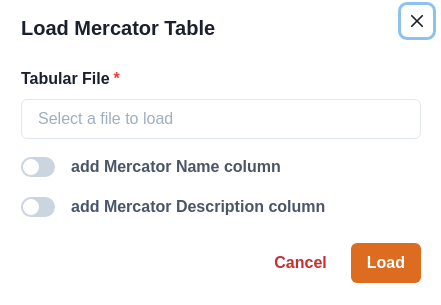 Load Mercator Table
Tabular File *
Select a file to load
add Mercator Name column
add Mercator Description column
Cancel
Load